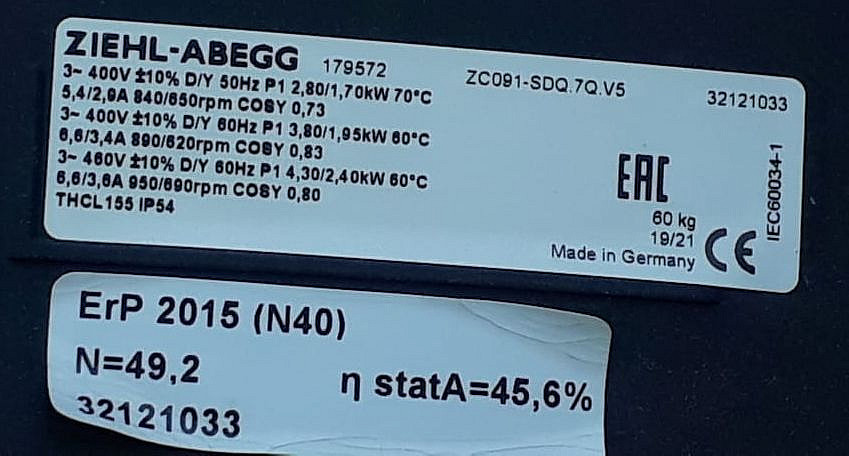 ZIEHL-ABEGG 179572 ZC091-SDQ.7Q.V5 32121033
3~ 400V ±10% D/Y 50Hz P1 2,80/1,70kW 70°C
5,4/2,9A 840/650rpm COSY 0,73
3~ 400V ±10% D/Y 60Hz P1 3,80/1,95kW 60°C
6,6/3,4A 890/620rpm COSY 0,83
3~ 460V ±10% D/Y 60Hz P1 4,30/2,40kW 60°C
6,6/3,6A 950/690rpm COSY 0,80
THCL155 IP54
EAC
60 kg
19/21
Made in Germany
CE
IEC60034-1
ErP 2015 (N40)
N=49,2
η statA=45,6%
32121033